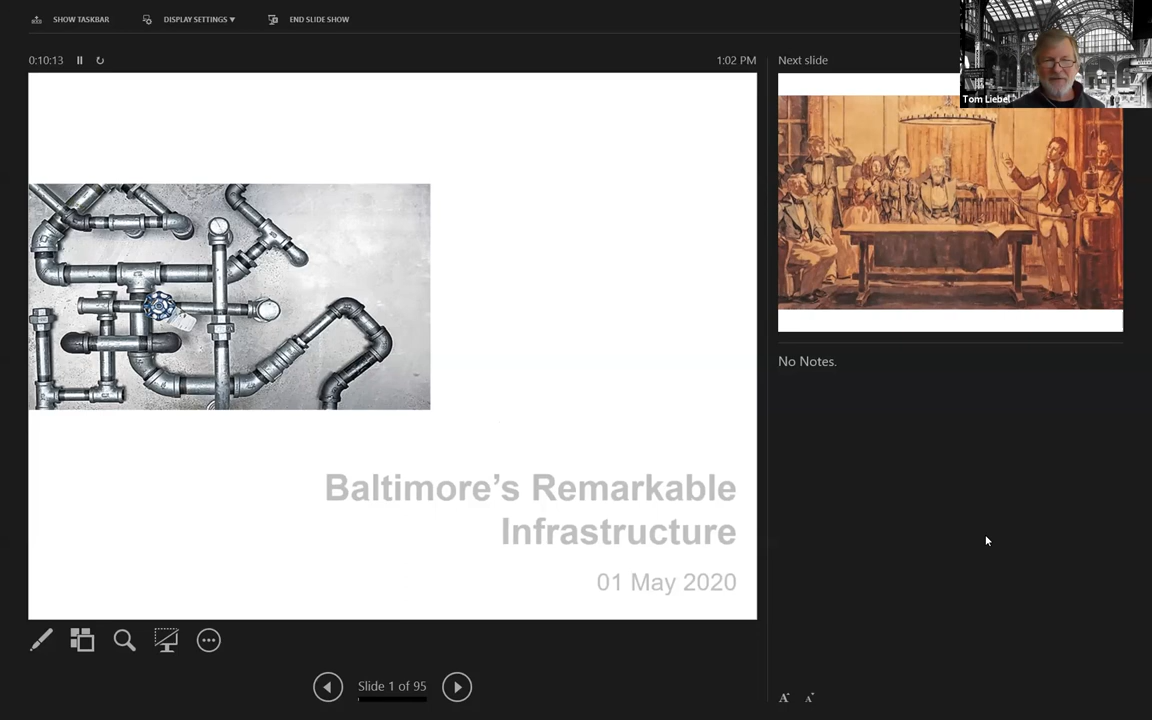 SHOW TASKBAR
DISPLAY SETTINGS ▼
END SLIDE SHOW
0:10:13
1:02 PM
Next slide
Tom Liebel
No Notes.
Baltimore’s Remarkable
Infrastructure
01 May 2020
Slide 1 of 95
A
A